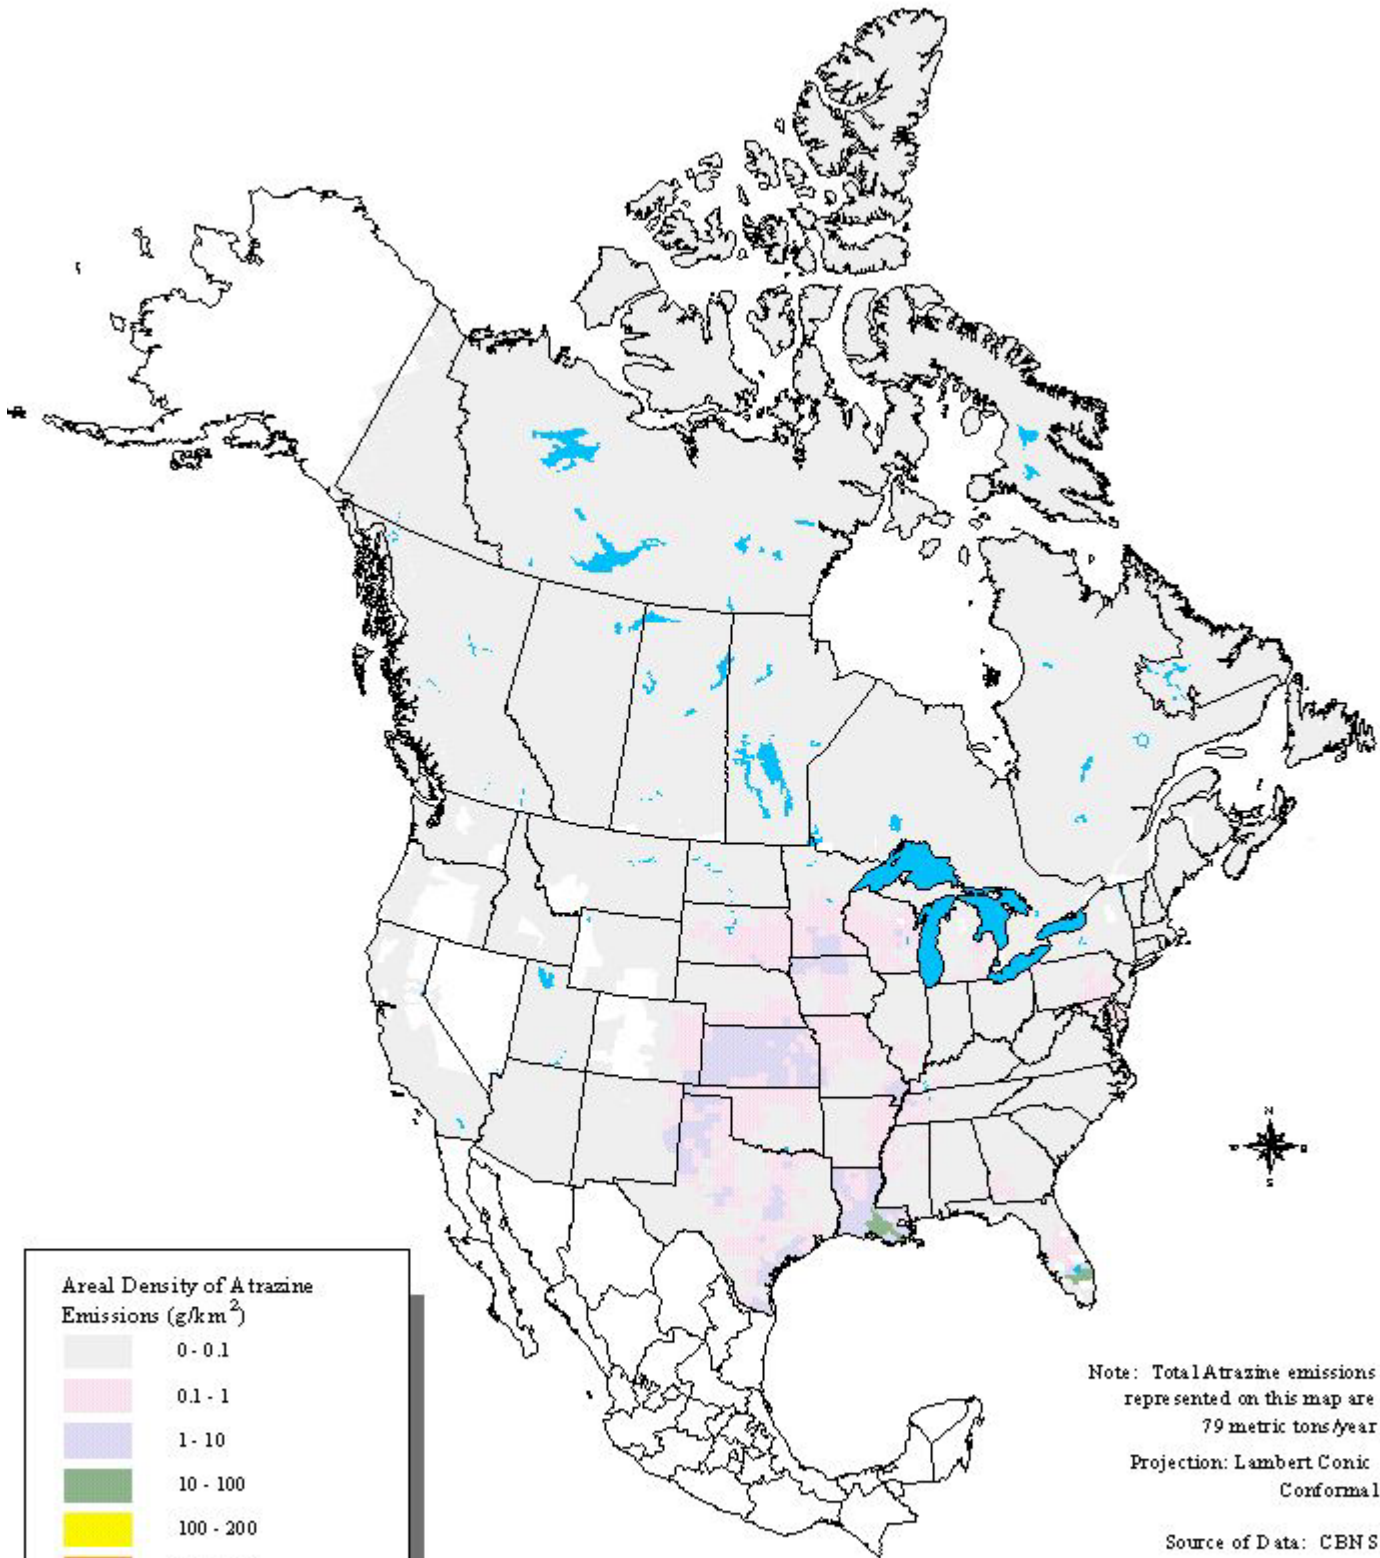 N
S
Areal Density of Atrazine
Emissions (g/km²)
0 - 0.1
0.1 - 1
1 - 10
10 - 100
100 - 200
Note: Total Atrazine emissions
represented on this map are
79 metric tons/year
Projection: Lambert Conic
Conformal
Source of Data: CBNS